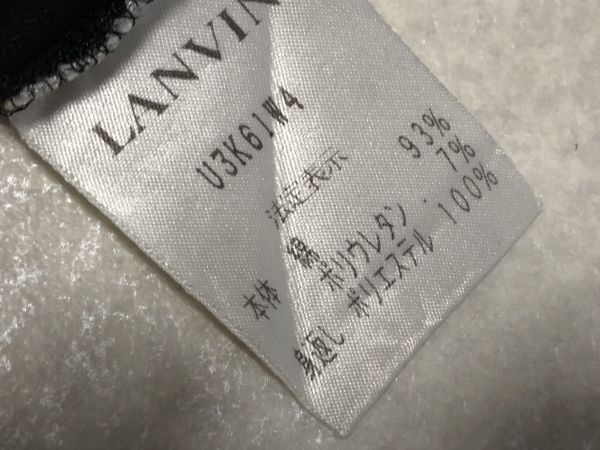 LANVIN
U3K61W4
法定表示
本体 綿 93%
ポリウレタン 7%
身返し ポリエステル 100%